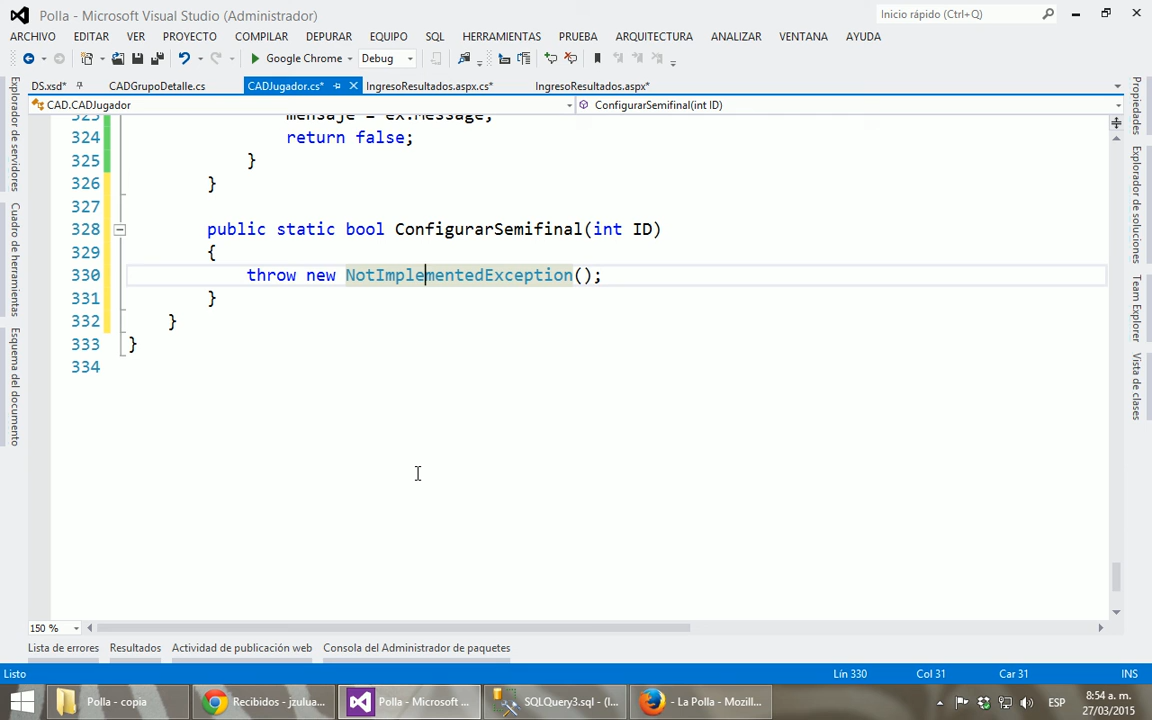 Polla - Microsoft Visual Studio (Administrador)
Inicio rápido (Ctrl+Q)
ARCHIVO EDITAR VER PROYECTO COMPILAR DEPURAR EQUIPO SQL HERRAMIENTAS PRUEBA ARQUITECTURA ANALIZAR VENTANA AYUDA
Google Chrome Debug
DS.xsd* CADGrupoDetalle.cs CADJugador.cs* IngresoResultados.aspx.cs* IngresoResultados.aspx*
CAD.CADJugador ConfigurarSemifinal(int ID)
323 mensaje = ex.Message;
324 return false;
325 }
326 }
327
328 public static bool ConfigurarSemifinal(int ID)
329 {
330 throw new NotImplementedException();
331 }
332 }
333 }
334
Explorador de servidores
Cuadro de herramientas
Esquema del documento
Propiedades
Explorador de soluciones
Team Explorer
Vista de clases
150 %
Lista de errores Resultados Actividad de publicación web Consola del Administrador de paquetes
Listo Lín 330 Col 31 Car 31 INS
Polla - copia Recibidos - jzulua... Polla - Microsoft ... SQLQuery3.sql - (l... - La Polla - Mozill... ESP 8:54 a. m.
27/03/2015